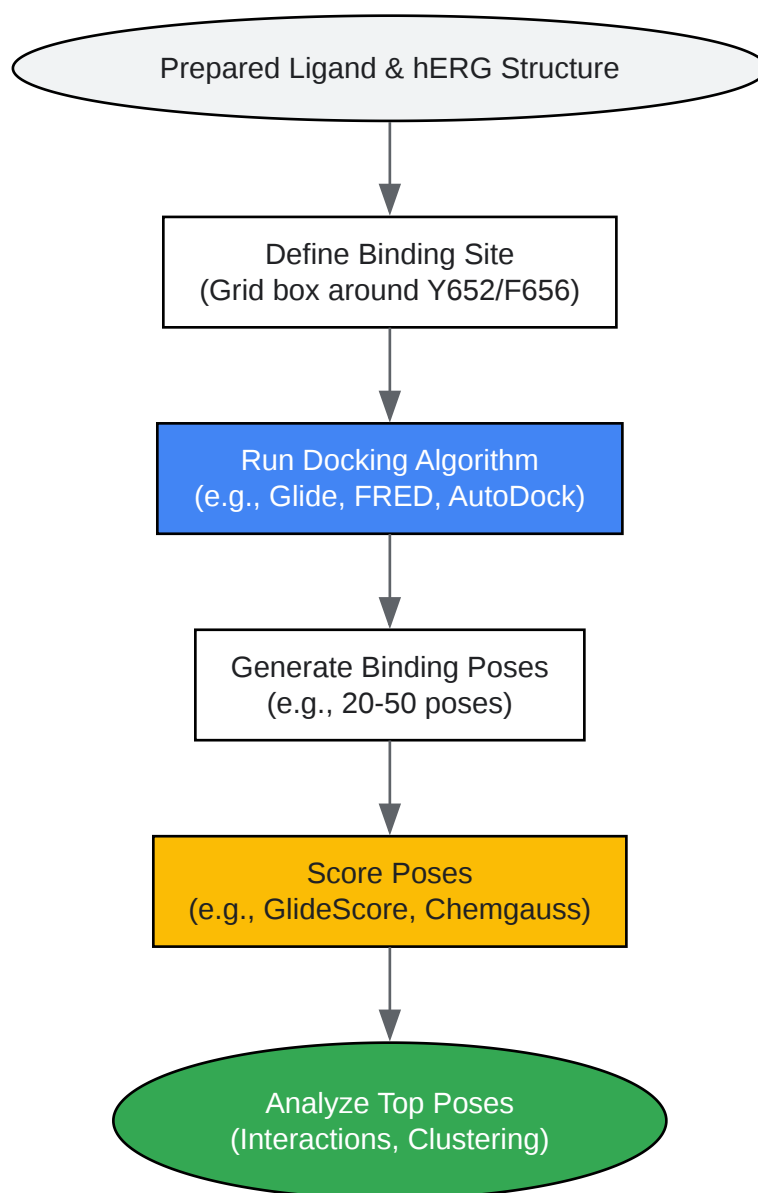 Prepared Ligand & hERG Structure
Define Binding Site
(Grid box around Y652/F656)
Run Docking Algorithm
(e.g., Glide, FRED, AutoDock)
Generate Binding Poses
(e.g., 20-50 poses)
Score Poses
(e.g., GlideScore, Chemgauss)
Analyze Top Poses
(Interactions, Clustering)